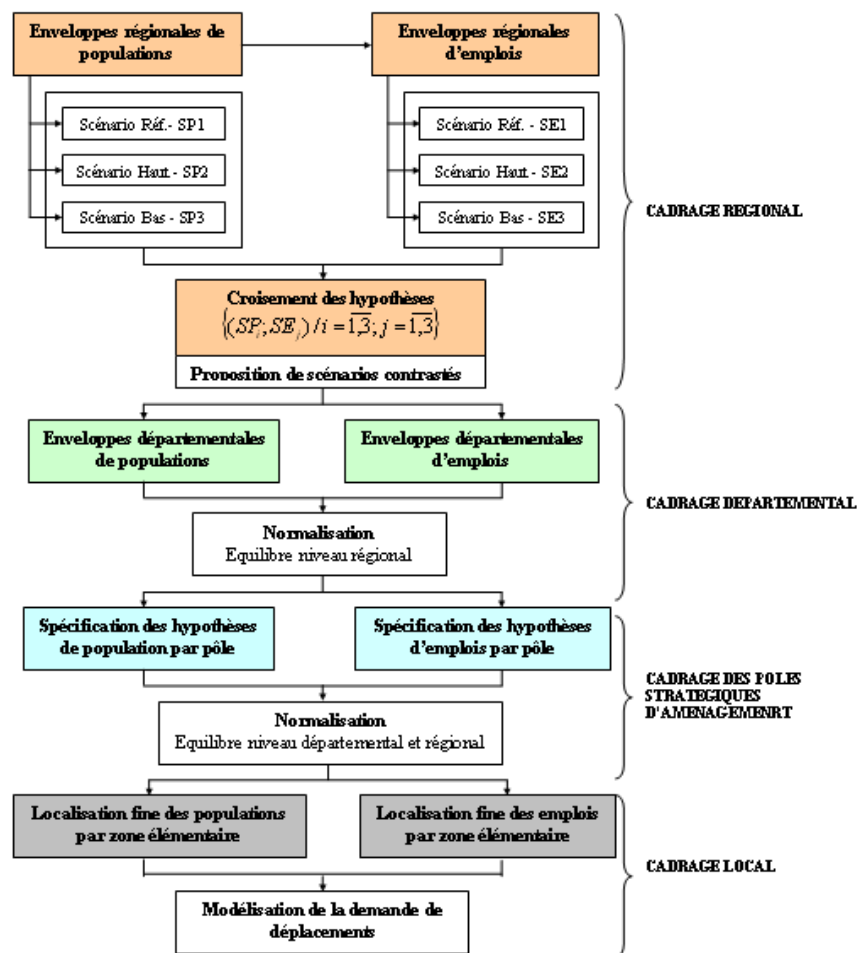 Enveloppes régionales de
populations
Enveloppes régionales
d'emplois
Scénario Réf.- SP1
Scénario Haut - SP2
Scénario Bas - SP3
Scénario Réf. - SE1
Scénario Haut - SE2
Scénario Bas - SE3
CADRAGE REGIONAL
Croisement des hypothèses
{(SP_i; SE_j) / i = \overline{1,3}; j = \overline{1,3}}
Proposition de scénarios contrastés
Enveloppes départementales
de populations
Enveloppes départementales
d'emplois
CADRAGE DEPARTEMENTAL
Normalisation
Equilibre niveau régional
Spécification des hypothèses
de population par pôle
Spécification des hypothèses
d'emplois par pôle
CADRAGE DES POLES
STRATEGIQUES
D'AMENAGEMENRT
Normalisation
Equilibre niveau départemental et régional
Localisation fine des populations
par zone élémentaire
Localisation fine des emplois
par zone élémentaire
CADRAGE LOCAL
Modélisation de la demande de
déplacements